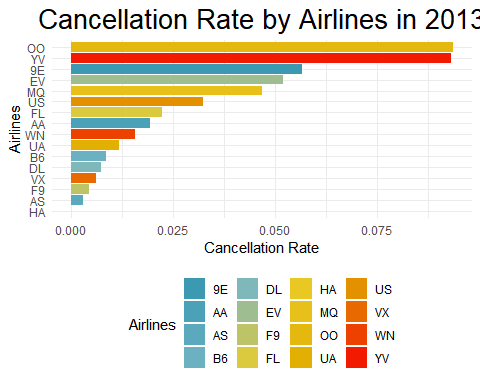 Cancellation Rate by Airlines in 2013
OO
YV
9E
EV
MQ
US
FL
AA
WN
UA
B6
DL
VX
F9
AS
HA
Airlines
0.000 0.025 0.050 0.075
Cancellation Rate
Airlines
9E DL HA US
AA EV MQ VX
AS F9 OO WN
B6 FL UA YV